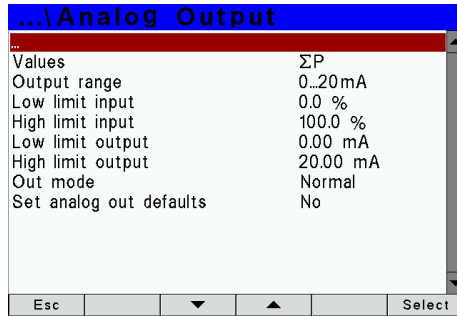 ...\Analog Output
...
Values ΣP
Output range 0...20mA
Low limit input 0.0 %
High limit input 100.0 %
Low limit output 0.00 mA
High limit output 20.00 mA
Out mode Normal
Set analog out defaults No
Esc Select